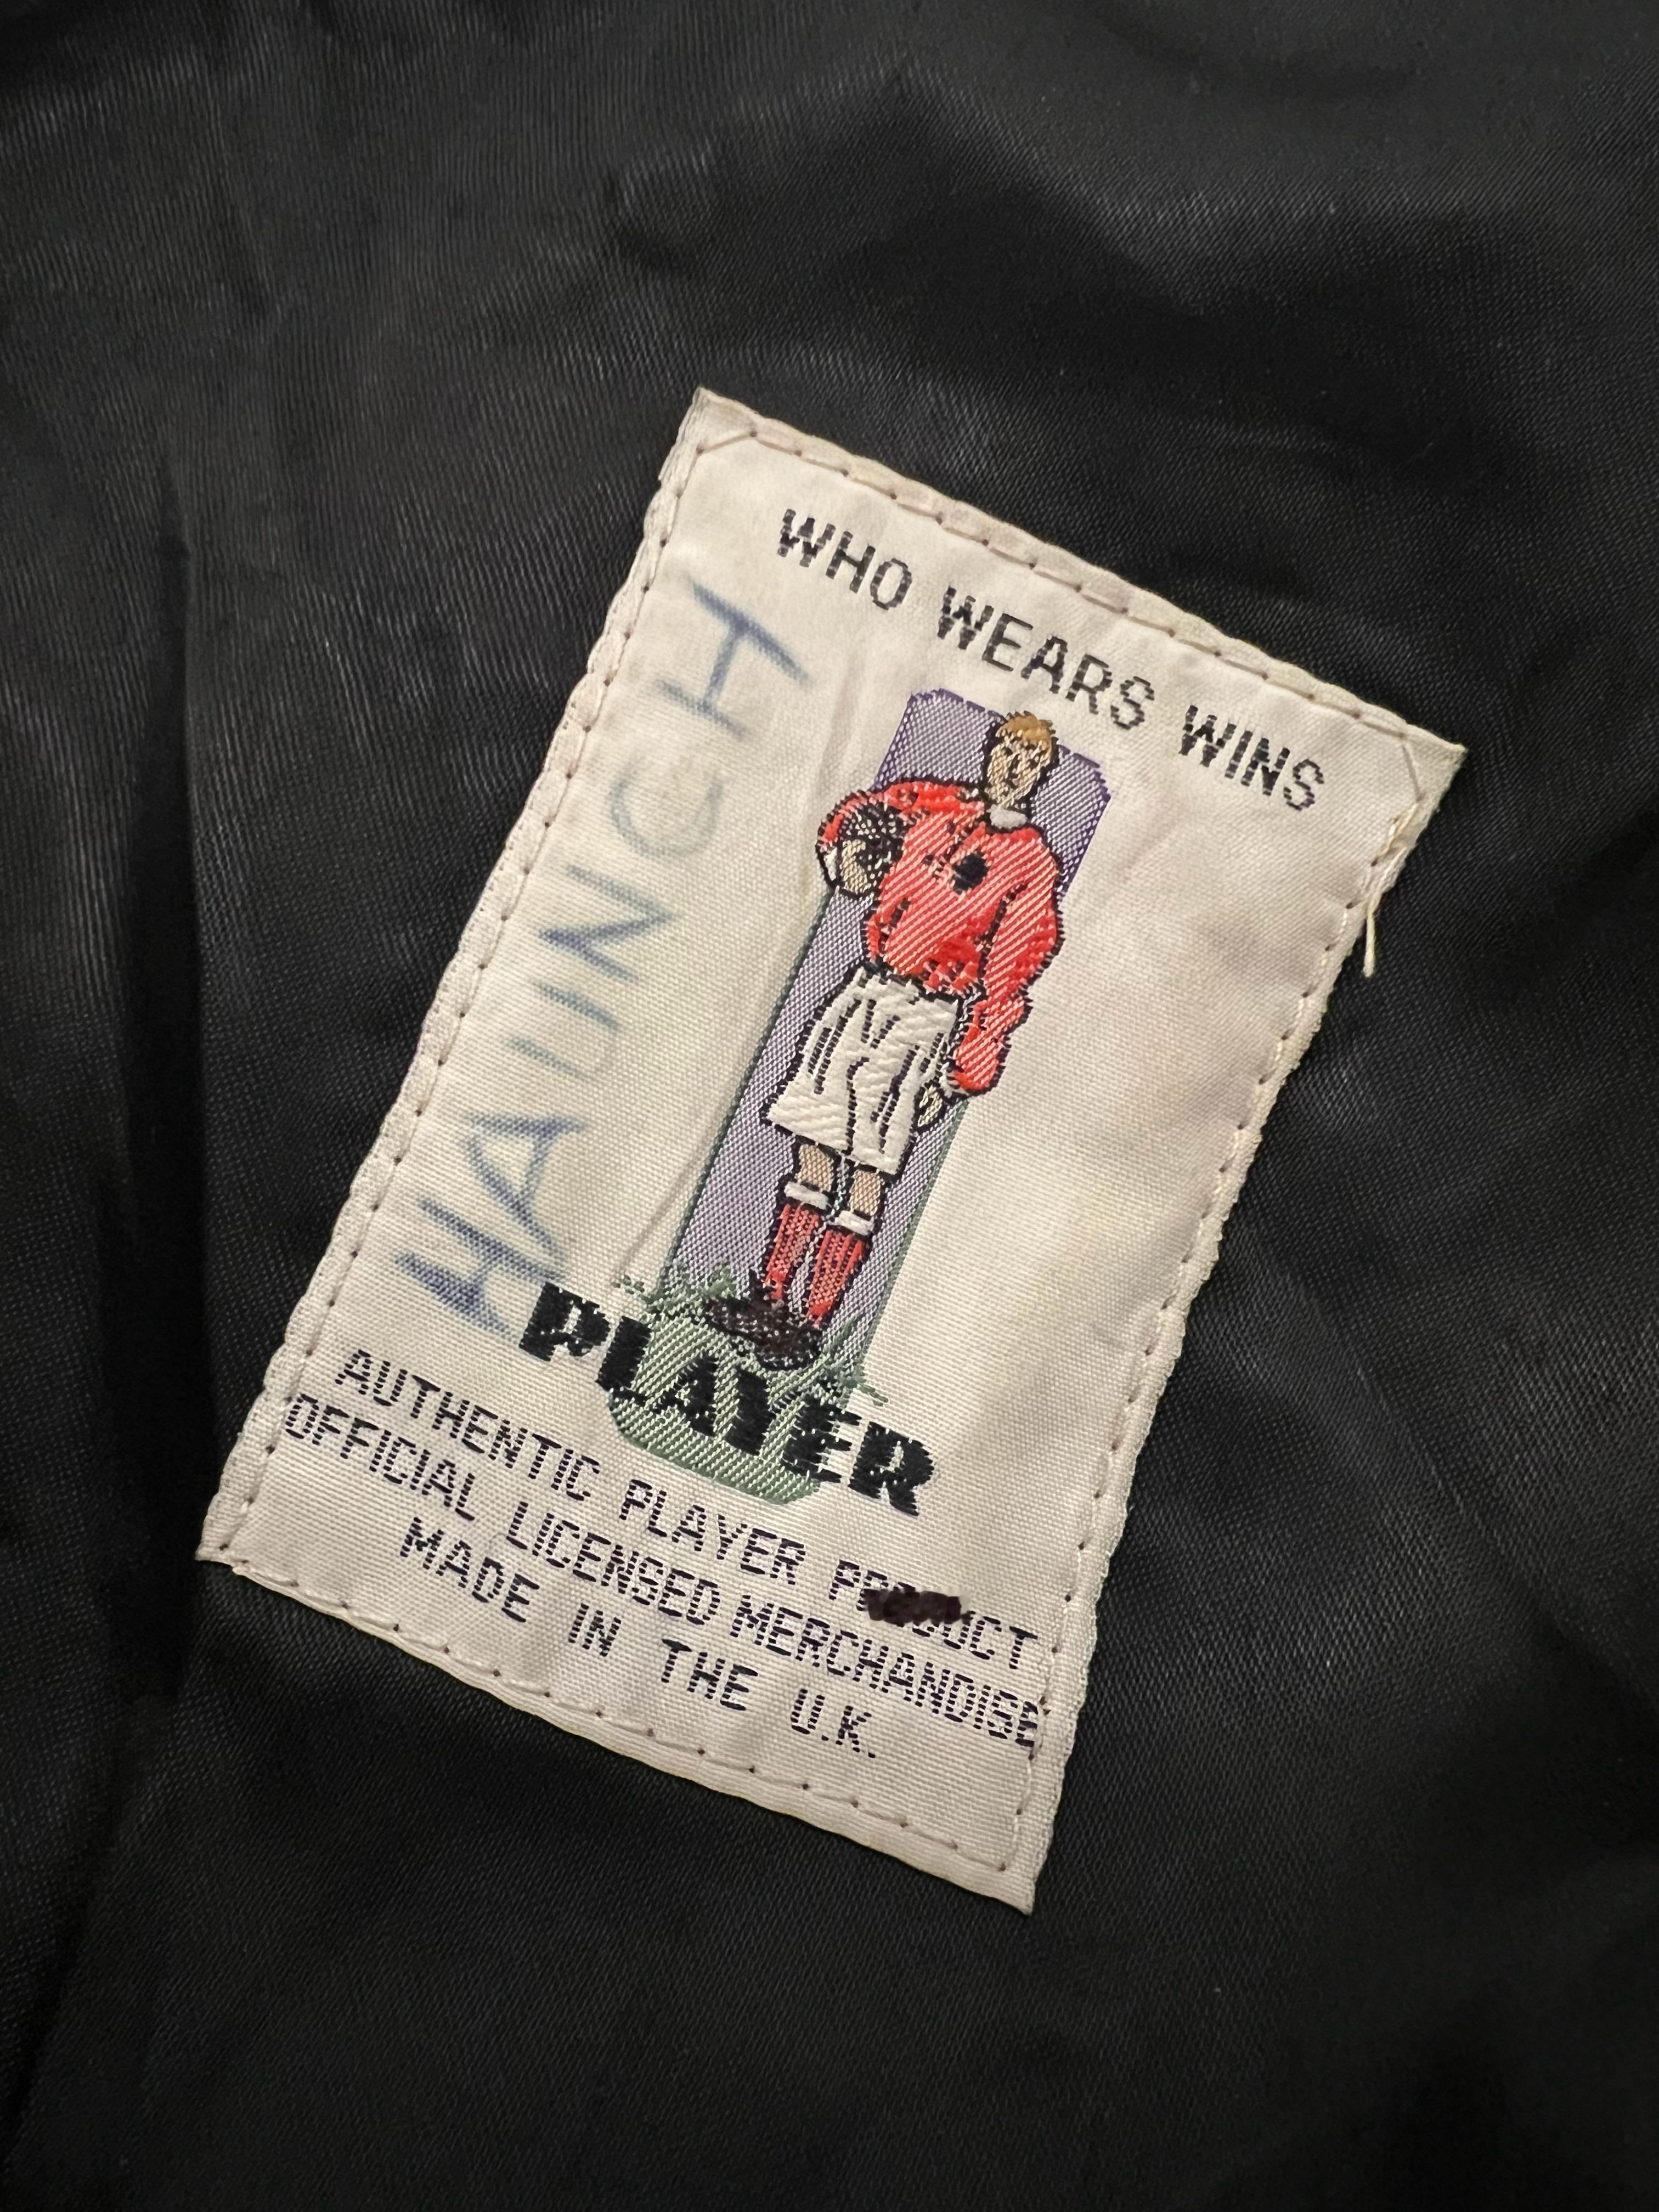 WHO WEARS WINS
HAUNCH
PLAYER
AUTHENTIC PLAYER PRODUCT
OFFICIAL LICENSED MERCHANDISE
MADE IN THE U.K.